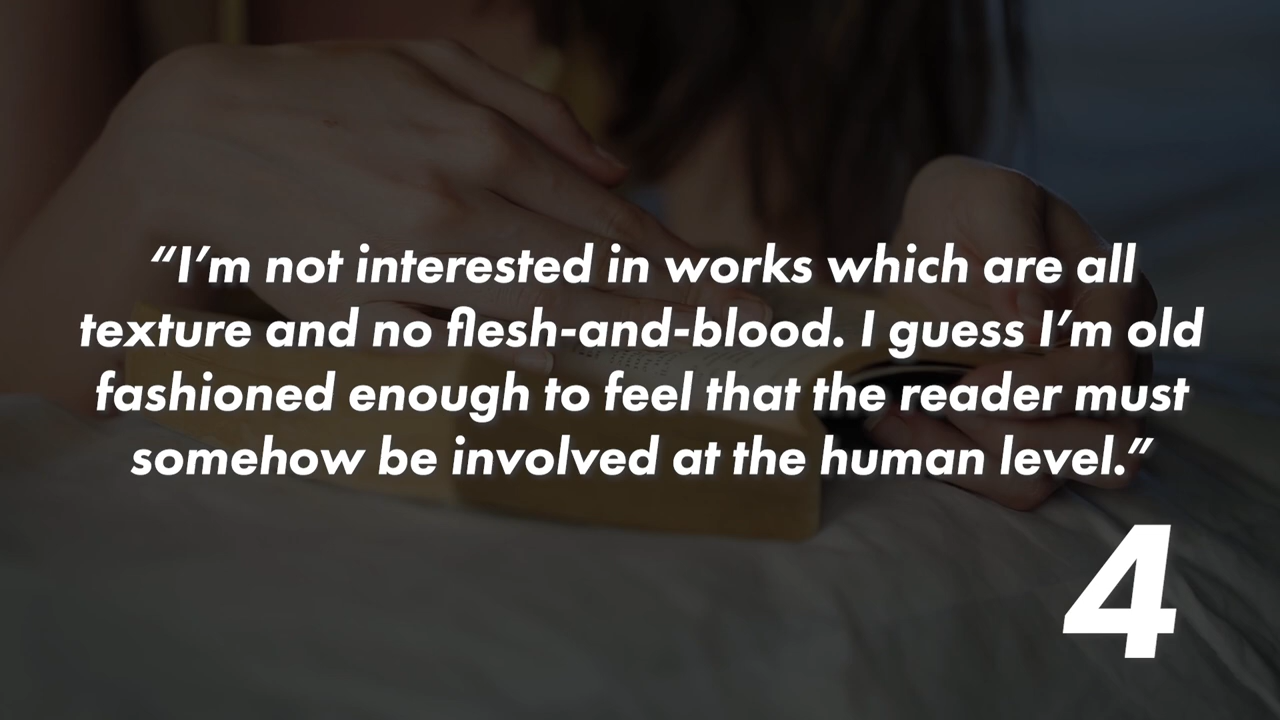 “I’m not interested in works which are all
texture and no flesh-and-blood. I guess I’m old
fashioned enough to feel that the reader must
somehow be involved at the human level.”
4